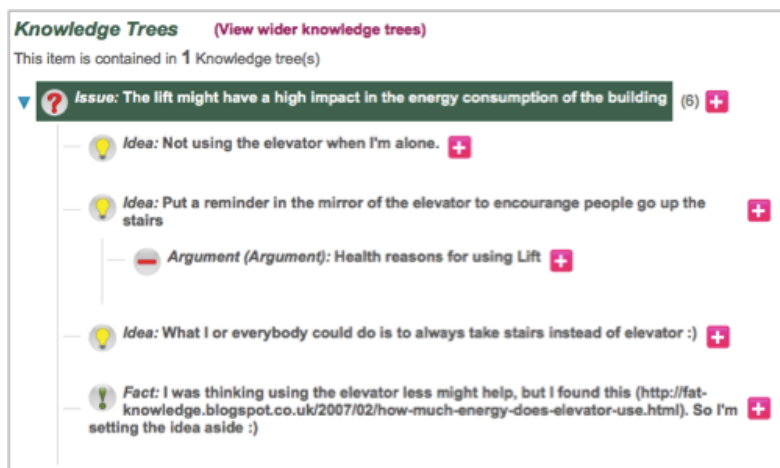 Knowledge Trees (View wider knowledge trees)
This item is contained in 1 Knowledge tree(s)
Issue: The lift might have a high impact in the energy consumption of the building (6)
Idea: Not using the elevator when I'm alone.
Idea: Put a reminder in the mirror of the elevator to encourange people go up the
stairs
Argument (Argument): Health reasons for using Lift
Idea: What I or everybody could do is to always take stairs instead of elevator :)
Fact: I was thinking using the elevator less might help, but I found this (http://fat-
knowledge.blogspot.co.uk/2007/02/how-much-energy-does-elevator-use.html). So I'm
setting the idea aside :)